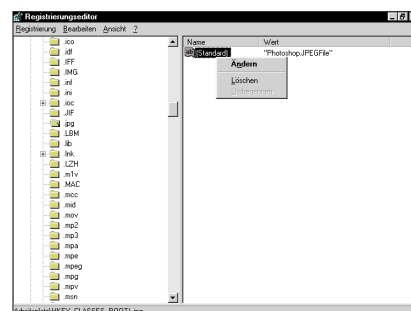 Registrierungseditor
Registrierung Bearbeiten Ansicht ?
.ico
.idf
.IFF
.IMG
.inf
.ini
.ioc
.JIF
.jpg
.LBM
.lib
.lnk
.LZH
.m1v
.MAC
.mcc
.mid
.mov
.mp2
.mp3
.mpa
.mpe
.mpeg
.mpg
.mpv
.msn
Name Wert
(Standard) "Photoshop.JPEGFile"
Ändern
Löschen
Umbenennen
Arbeitsplatz\HKEY_CLASSES_ROOT\.jpg